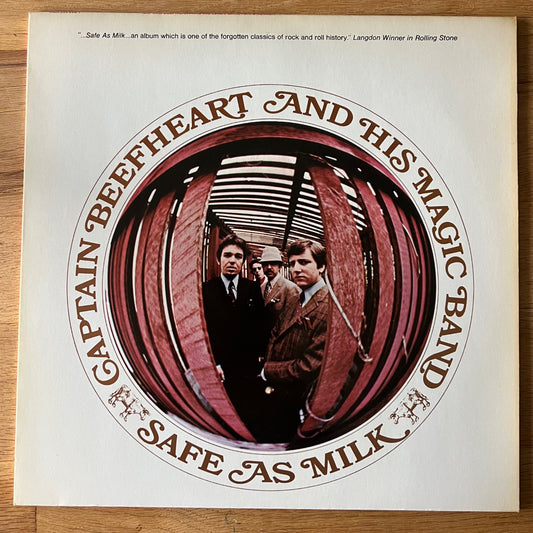 "...Safe As Milk...an album which is one of the forgotten classics of rock and roll history." Langdon Winner in Rolling Stone
CAPTAIN BEEFHEART AND HIS MAGIC BAND
SAFE AS MILK